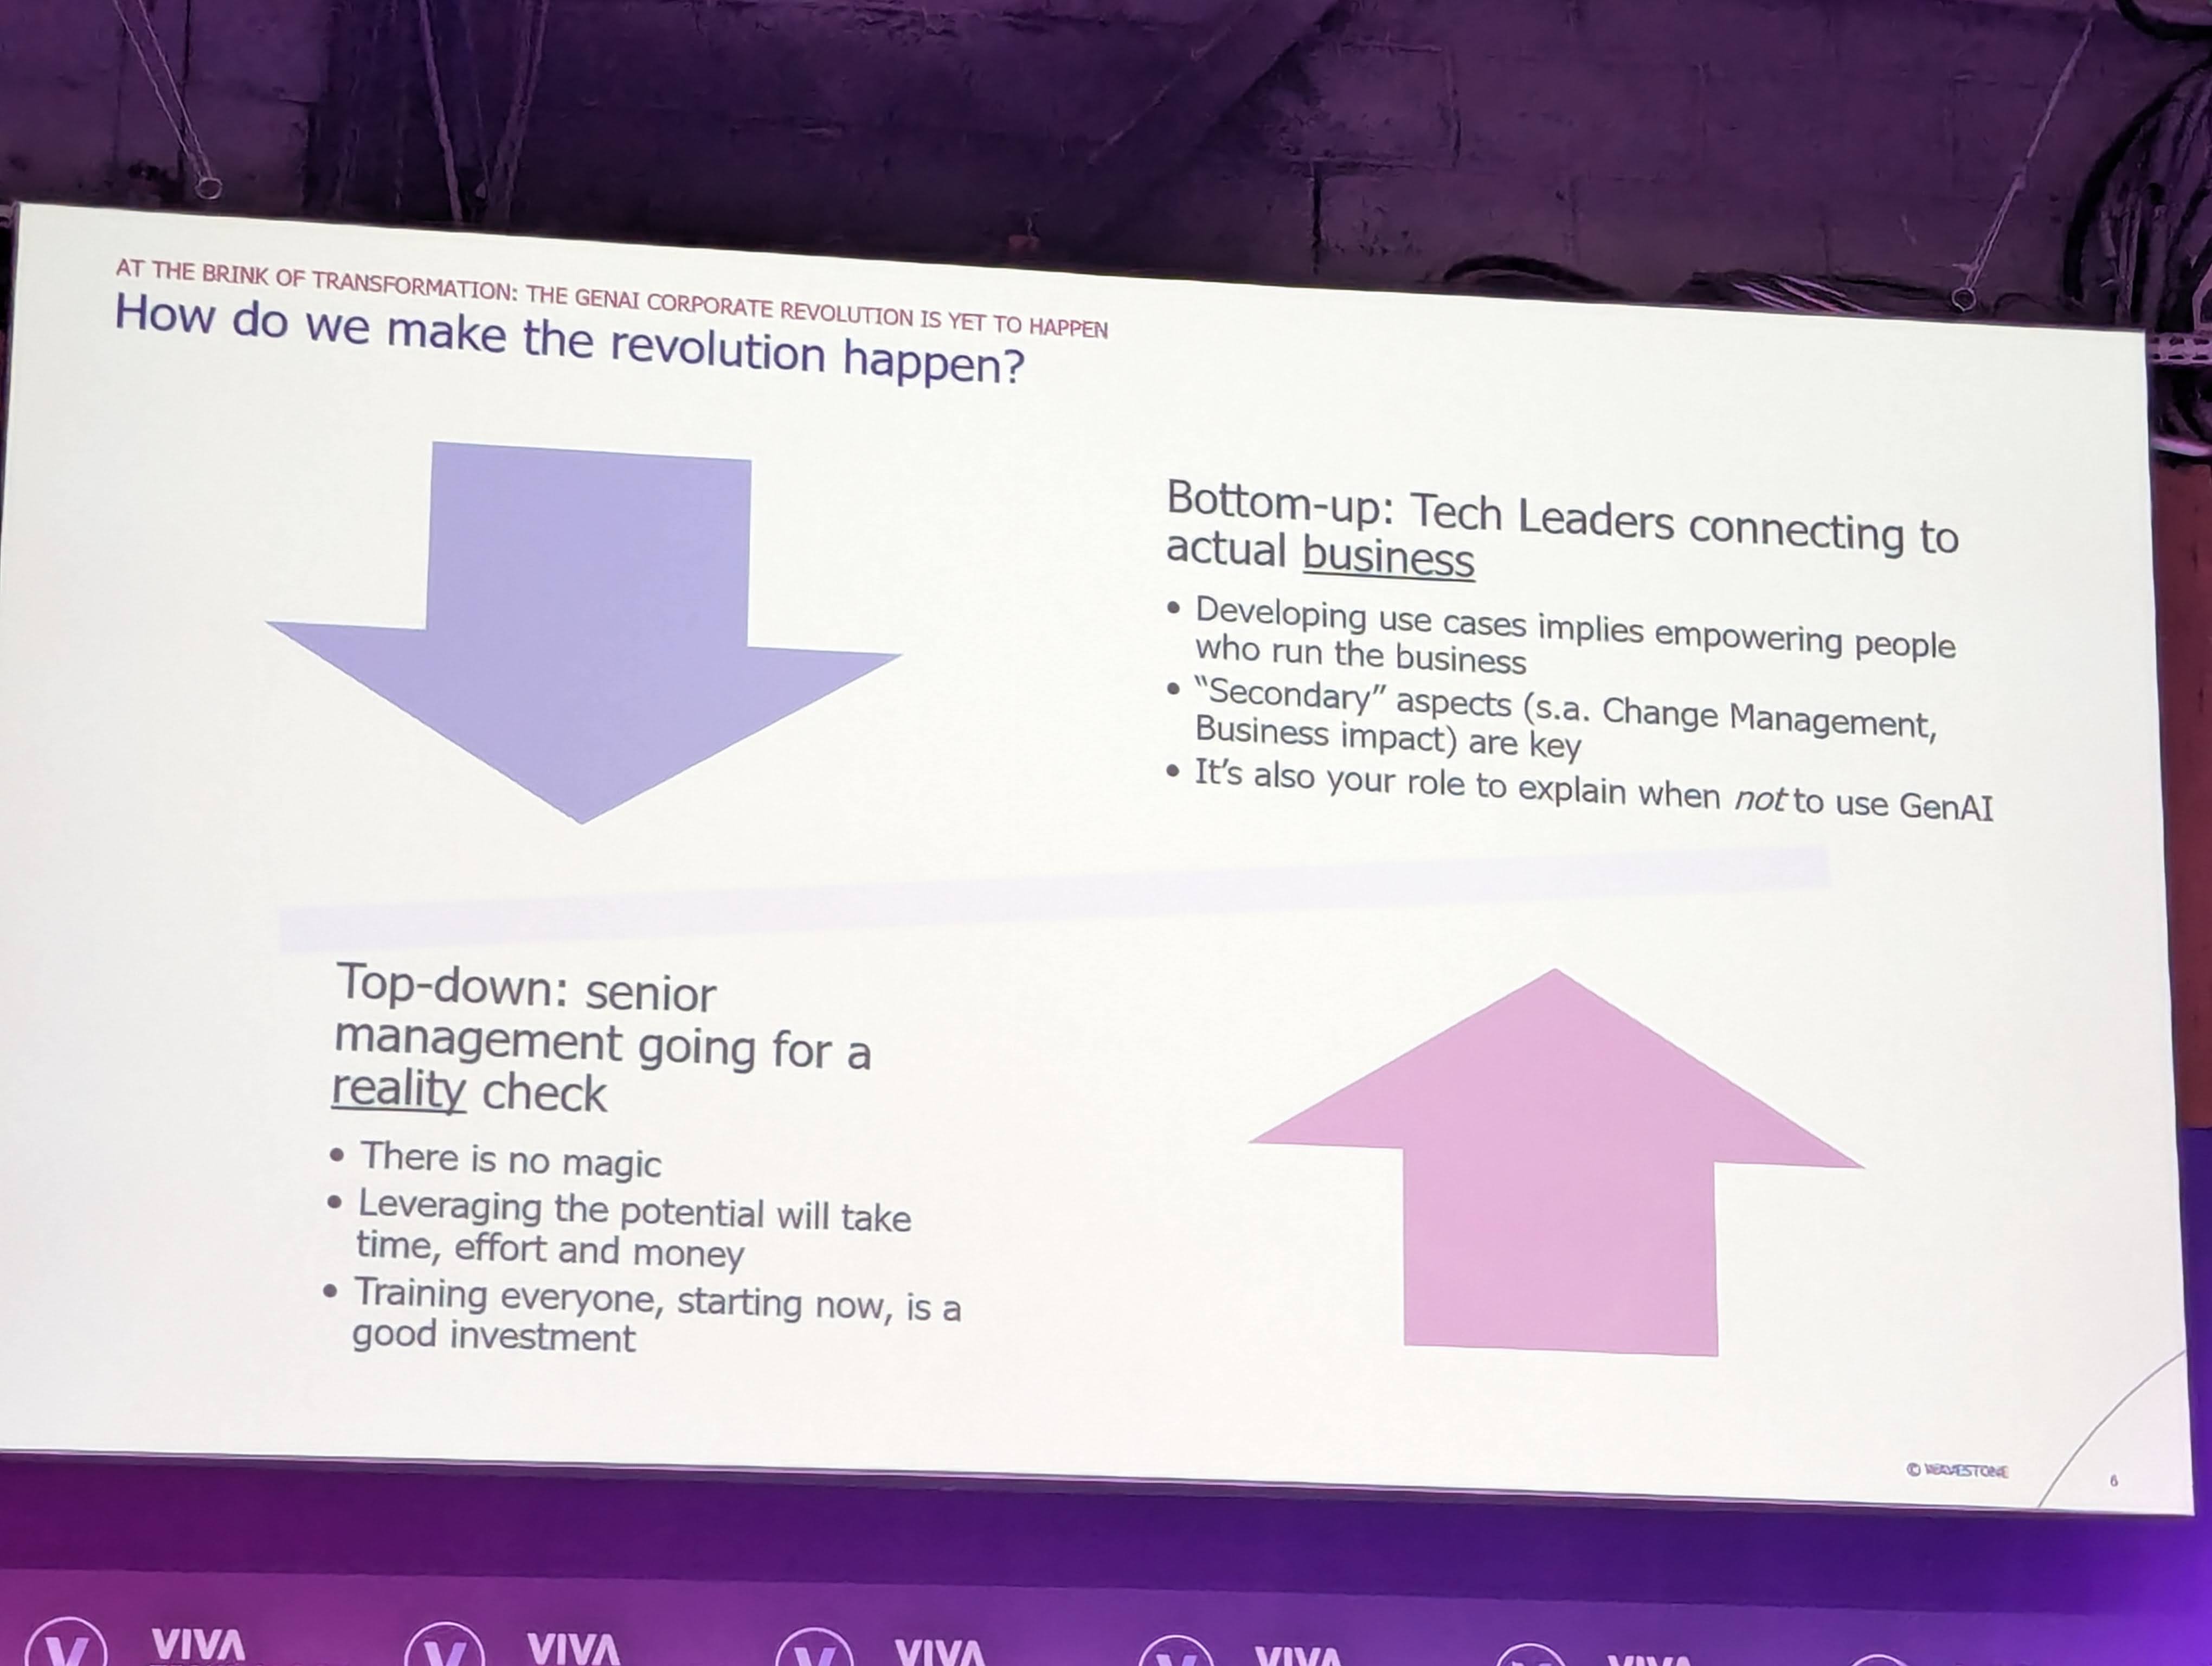 AT THE BRINK OF TRANSFORMATION: THE GENAI CORPORATE REVOLUTION IS YET TO HAPPEN
How do we make the revolution happen?
Bottom-up: Tech Leaders connecting to
actual business
• Developing use cases implies empowering people
who run the business
• “Secondary” aspects (s.a. Change Management,
Business impact) are key
• It’s also your role to explain when not to use GenAI
Top-down: senior
management going for a
reality check
• There is no magic
• Leveraging the potential will take
time, effort and money
• Training everyone, starting now, is a
good investment
© WAVESTONE
6
V VIVA V VIVA V VIVA V VIVA V VIVA